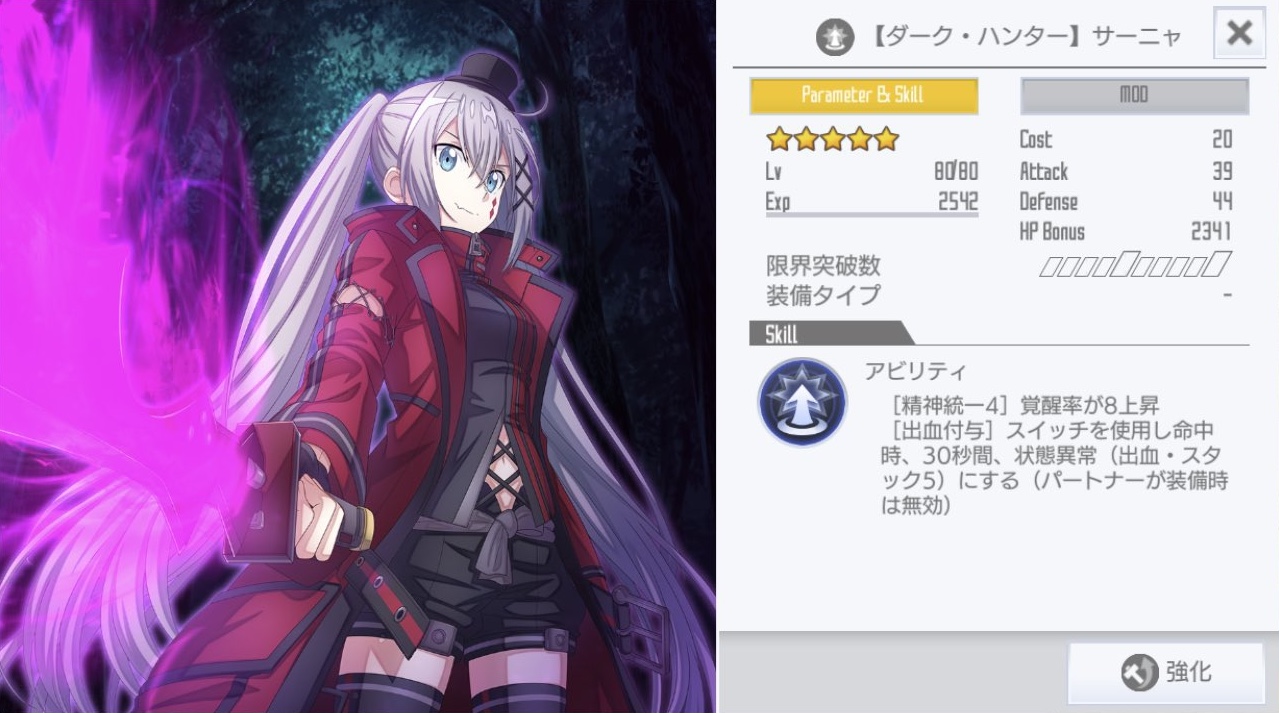 【ダーク・ハンター】サーニャ
Parameter & Skill
MOD
Lv 80/80
Exp 2542
Cost 20
Attack 39
Defense 44
HP Bonus 2341
限界突破数
装備タイプ -
Skill
アビリティ
［精神統一4］覚醒率が8上昇
［出血付与］スイッチを使用し命中
時、30秒間、状態異常（出血・スタ
ック5）にする（パートナーが装備時
は無効）
強化